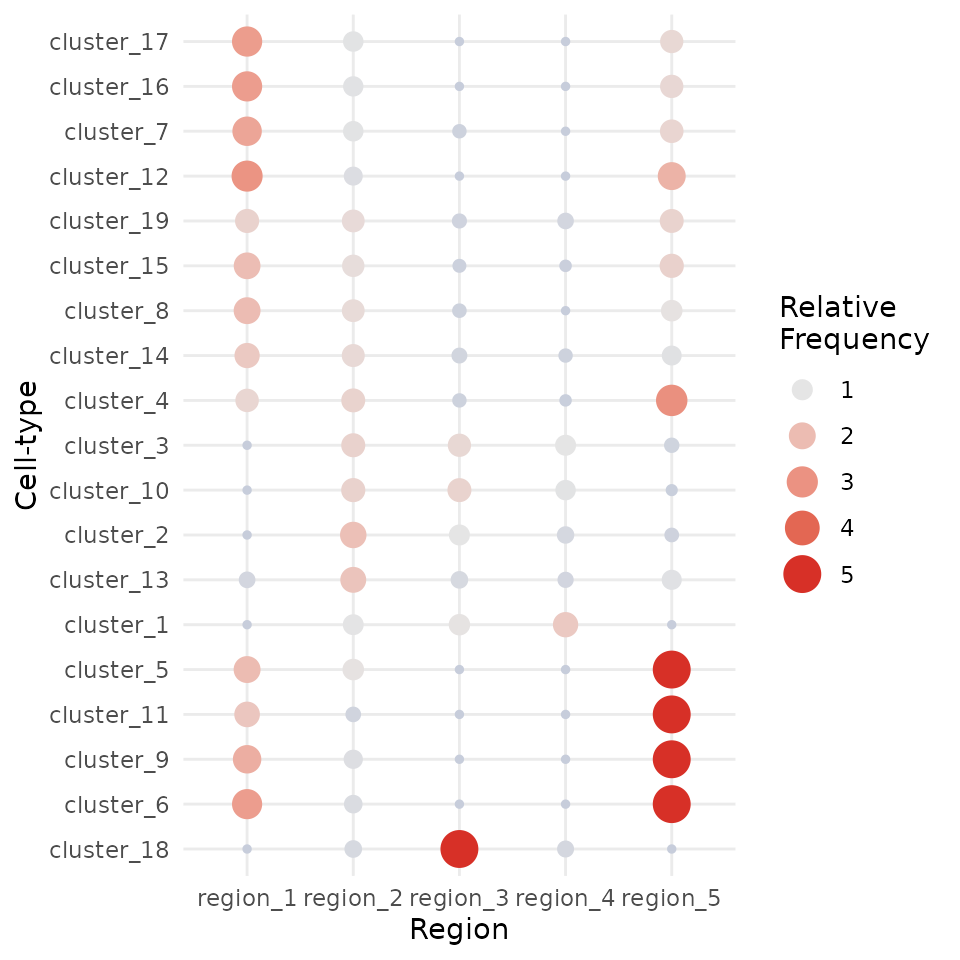 cluster_17
cluster_16
cluster_7
cluster_12
cluster_19
cluster_15
cluster_8
cluster_14
cluster_4
cluster_3
cluster_10
cluster_2
cluster_13
cluster_1
cluster_5
cluster_11
cluster_9
cluster_6
cluster_18
Cell-type
region_1 region_2 region_3 region_4 region_5
Region
Relative
Frequency
1
2
3
4
5